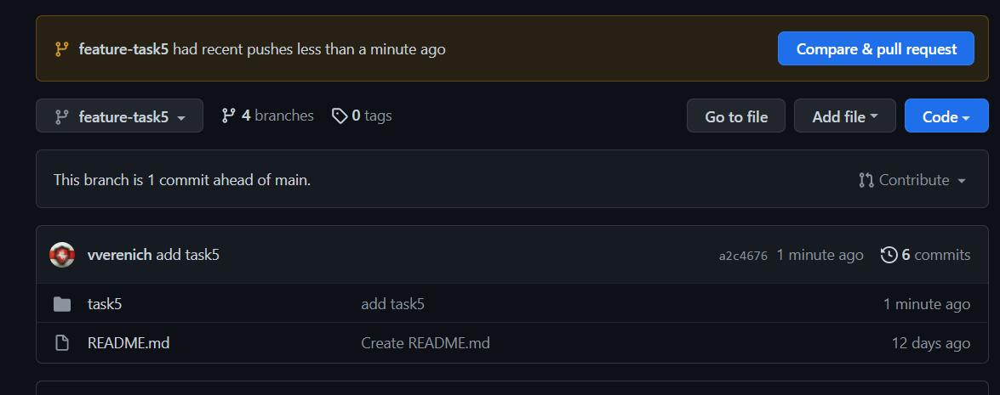 feature-task5 had recent pushes less than a minute ago Compare & pull request
feature-task5 4 branches 0 tags Go to file Add file Code
This branch is 1 commit ahead of main. Contribute
vverenich add task5 a2c4676 1 minute ago 6 commits
task5 add task5 1 minute ago
README.md Create README.md 12 days ago